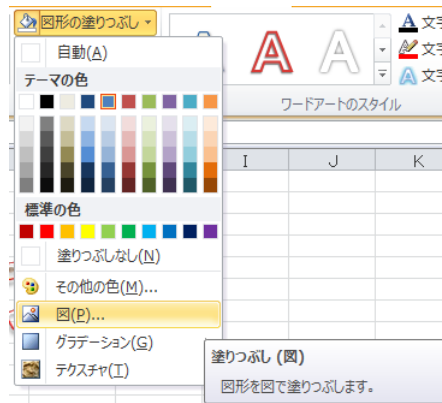 図形の塗りつぶし
自動(A)
テーマの色
標準の色
塗りつぶしなし(N)
その他の色(M)...
図(P)...
グラデーション(G)
テクスチャ(T)
A
A
A 文字
文字
A 文字
ワードアートのスタイル
I J K
塗りつぶし (図)
図形を図で塗りつぶします。